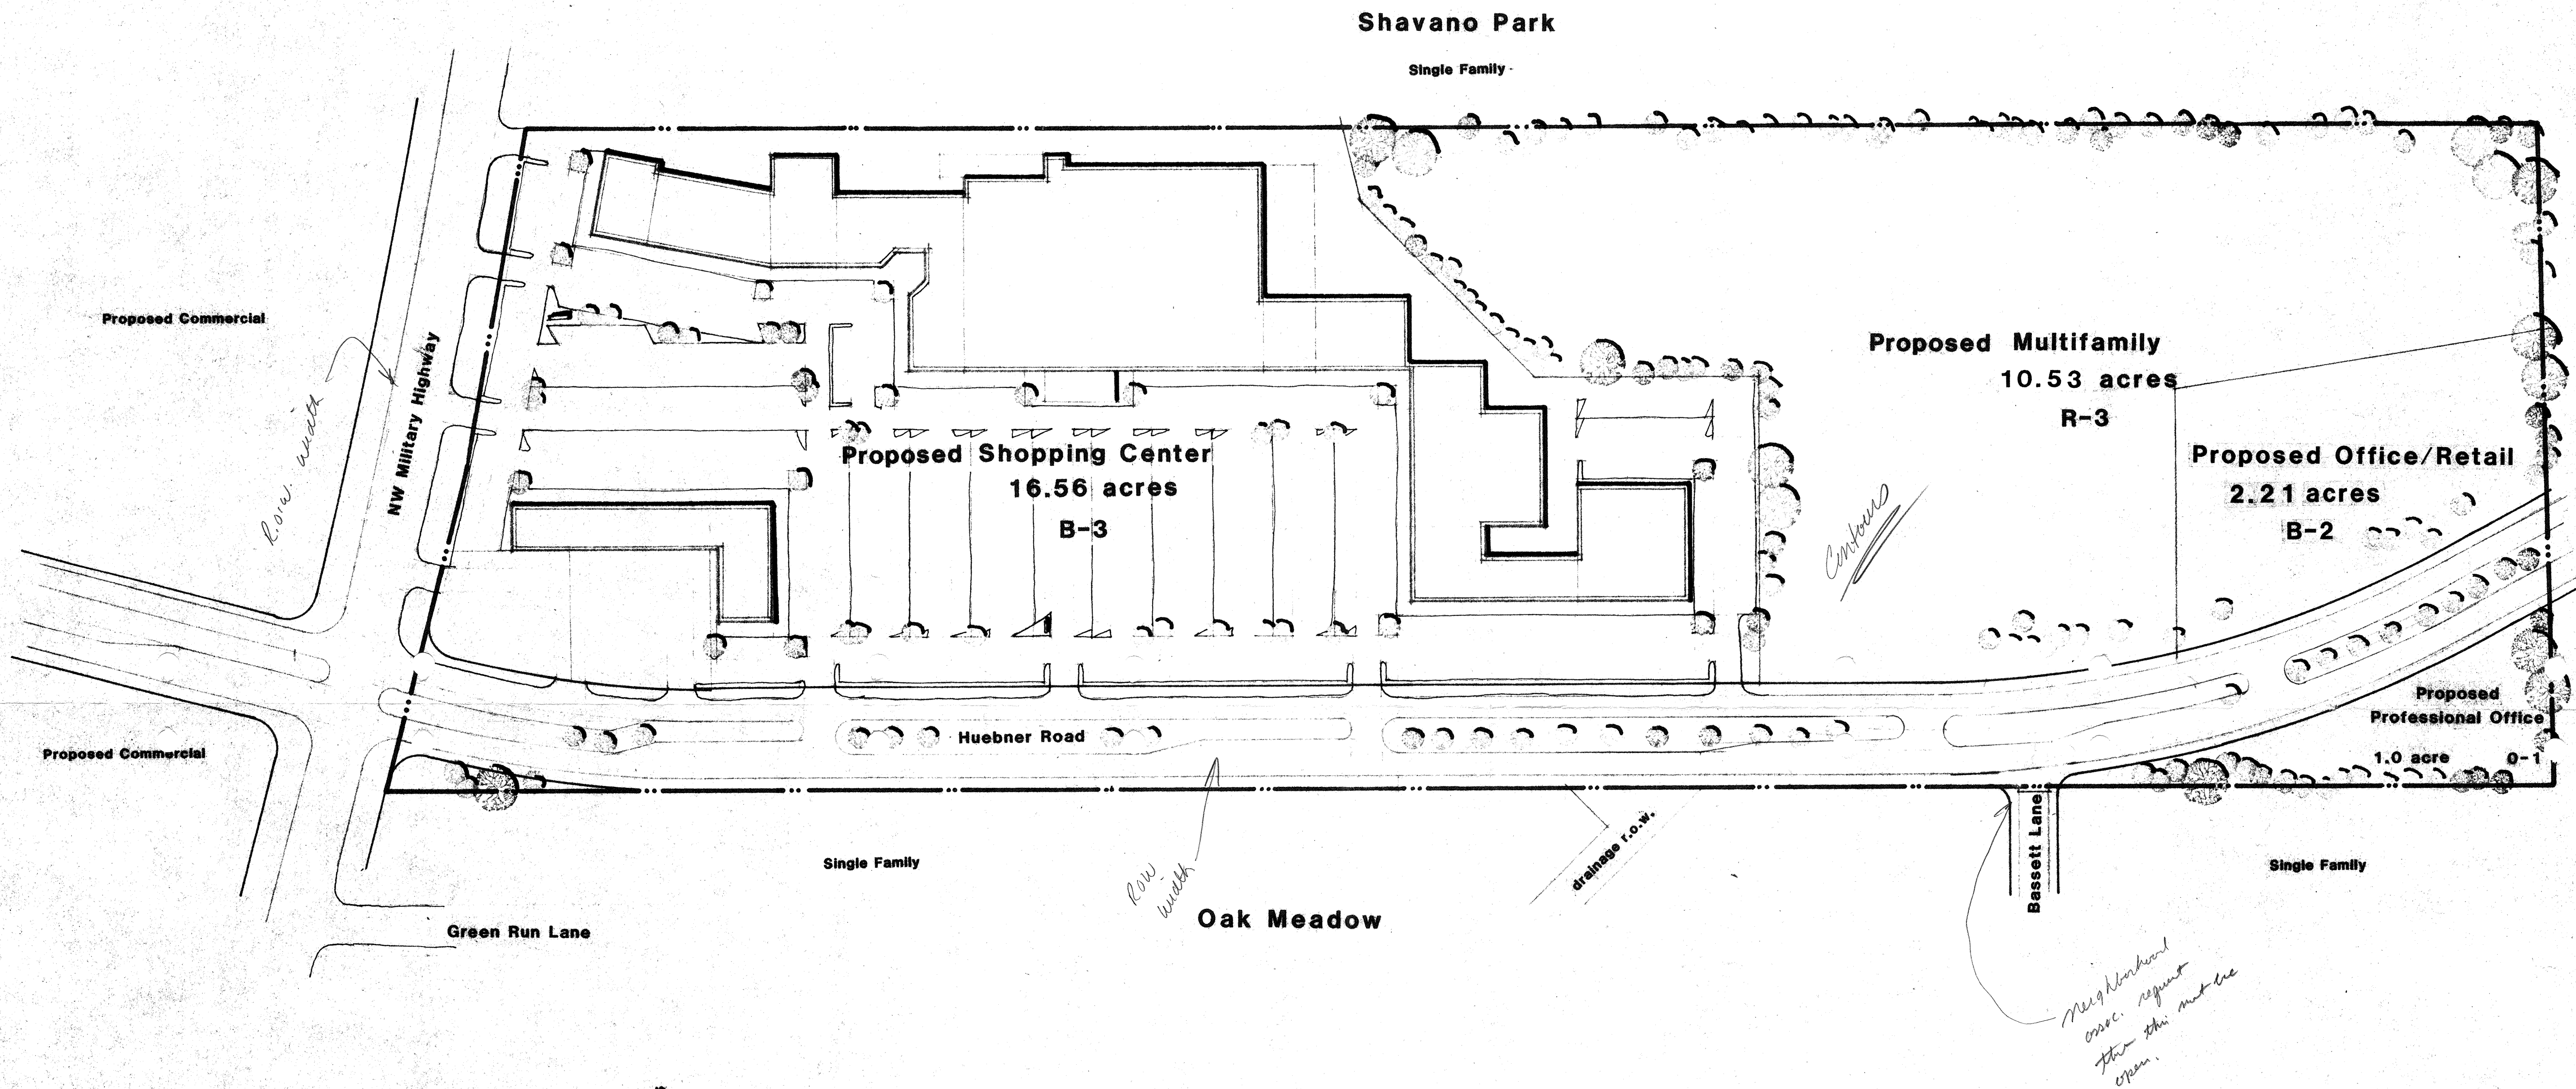 Shavano Park
Single Family
Proposed Commercial
R.O.W. width
NW Military Highway
Proposed Multifamily
10.53 acres
R-3
Proposed Shopping Center
16.56 acres
B-3
Proposed Office/Retail
2.21 acres
B-2
Contours
Proposed
Professional Office
1.0 acre 0-1
Huebner Road
Proposed Commercial
Single Family
ROW
width
drainage r.o.w.
Bassett Lane
Single Family
Oak Meadow
Green Run Lane
Neighborhood
assoc. request
this not be
open.